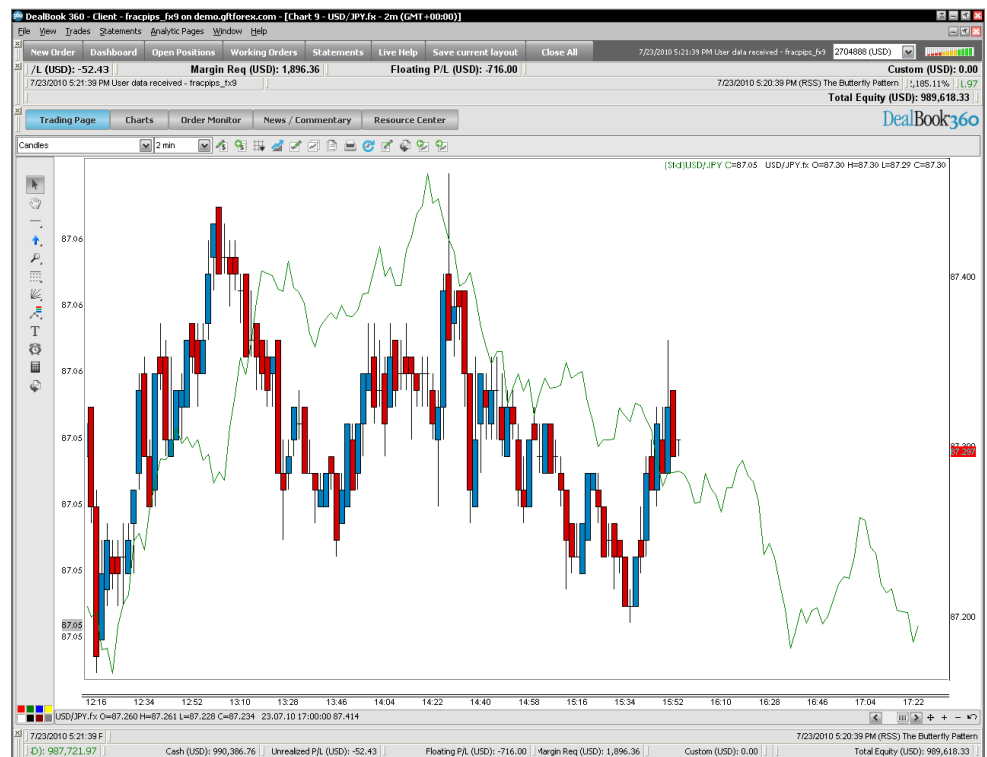 DealBook 360 - Client - fracpips_fx9 on demo.gftforex.com - [Chart 9 - USD/JPY.fx - 2m (GMT+00:00)]
File View Trades Statements Analytic Pages Window Help
New Order Dashboard Open Positions Working Orders Statements Live Help Save current layout Close All 7/23/2010 5:21:39 PM User data received - fracpips_fx9 2704888 (USD)
/L (USD): -52.43 Margin Req (USD): 1,896.36 Floating P/L (USD): -716.00 Custom (USD): 0.00
7/23/2010 5:21:39 PM User data received - fracpips_fx9 7/23/2010 5:20:39 PM (RSS) The Butterfly Pattern ,185.11% 1.97
Total Equity (USD): 989,618.33
Trading Page Charts Order Monitor News / Commentary Resource Center DealBook 360
Candles 2 min
[Std]USD/JPY C=87.05 USD/JPY.fx O=87.30 H=87.30 L=87.29 C=87.30
87.06
87.400
87.06
87.06
87.05
87.297
87.05
87.05
87.05
87.200
87.05
12:16 12:34 12:52 13:10 13:28 13:46 14:04 14:22 14:40 14:58 15:16 15:34 15:52 16:10 16:28 16:46 17:04 17:22
USD/JPY.fx O=87.260 H=87.261 L=87.228 C=87.234 23.07.10 17:00:00 87.414
7/23/2010 5:21:39 F 7/23/2010 5:20:39 PM (RSS) The Butterfly Pattern
D): 987,721.97 Cash (USD): 990,386.76 Unrealized P/L (USD): -52.43 Floating P/L (USD): -716.00 Margin Req (USD): 1,896.36 Custom (USD): 0.00 Total Equity (USD): 989,618.33